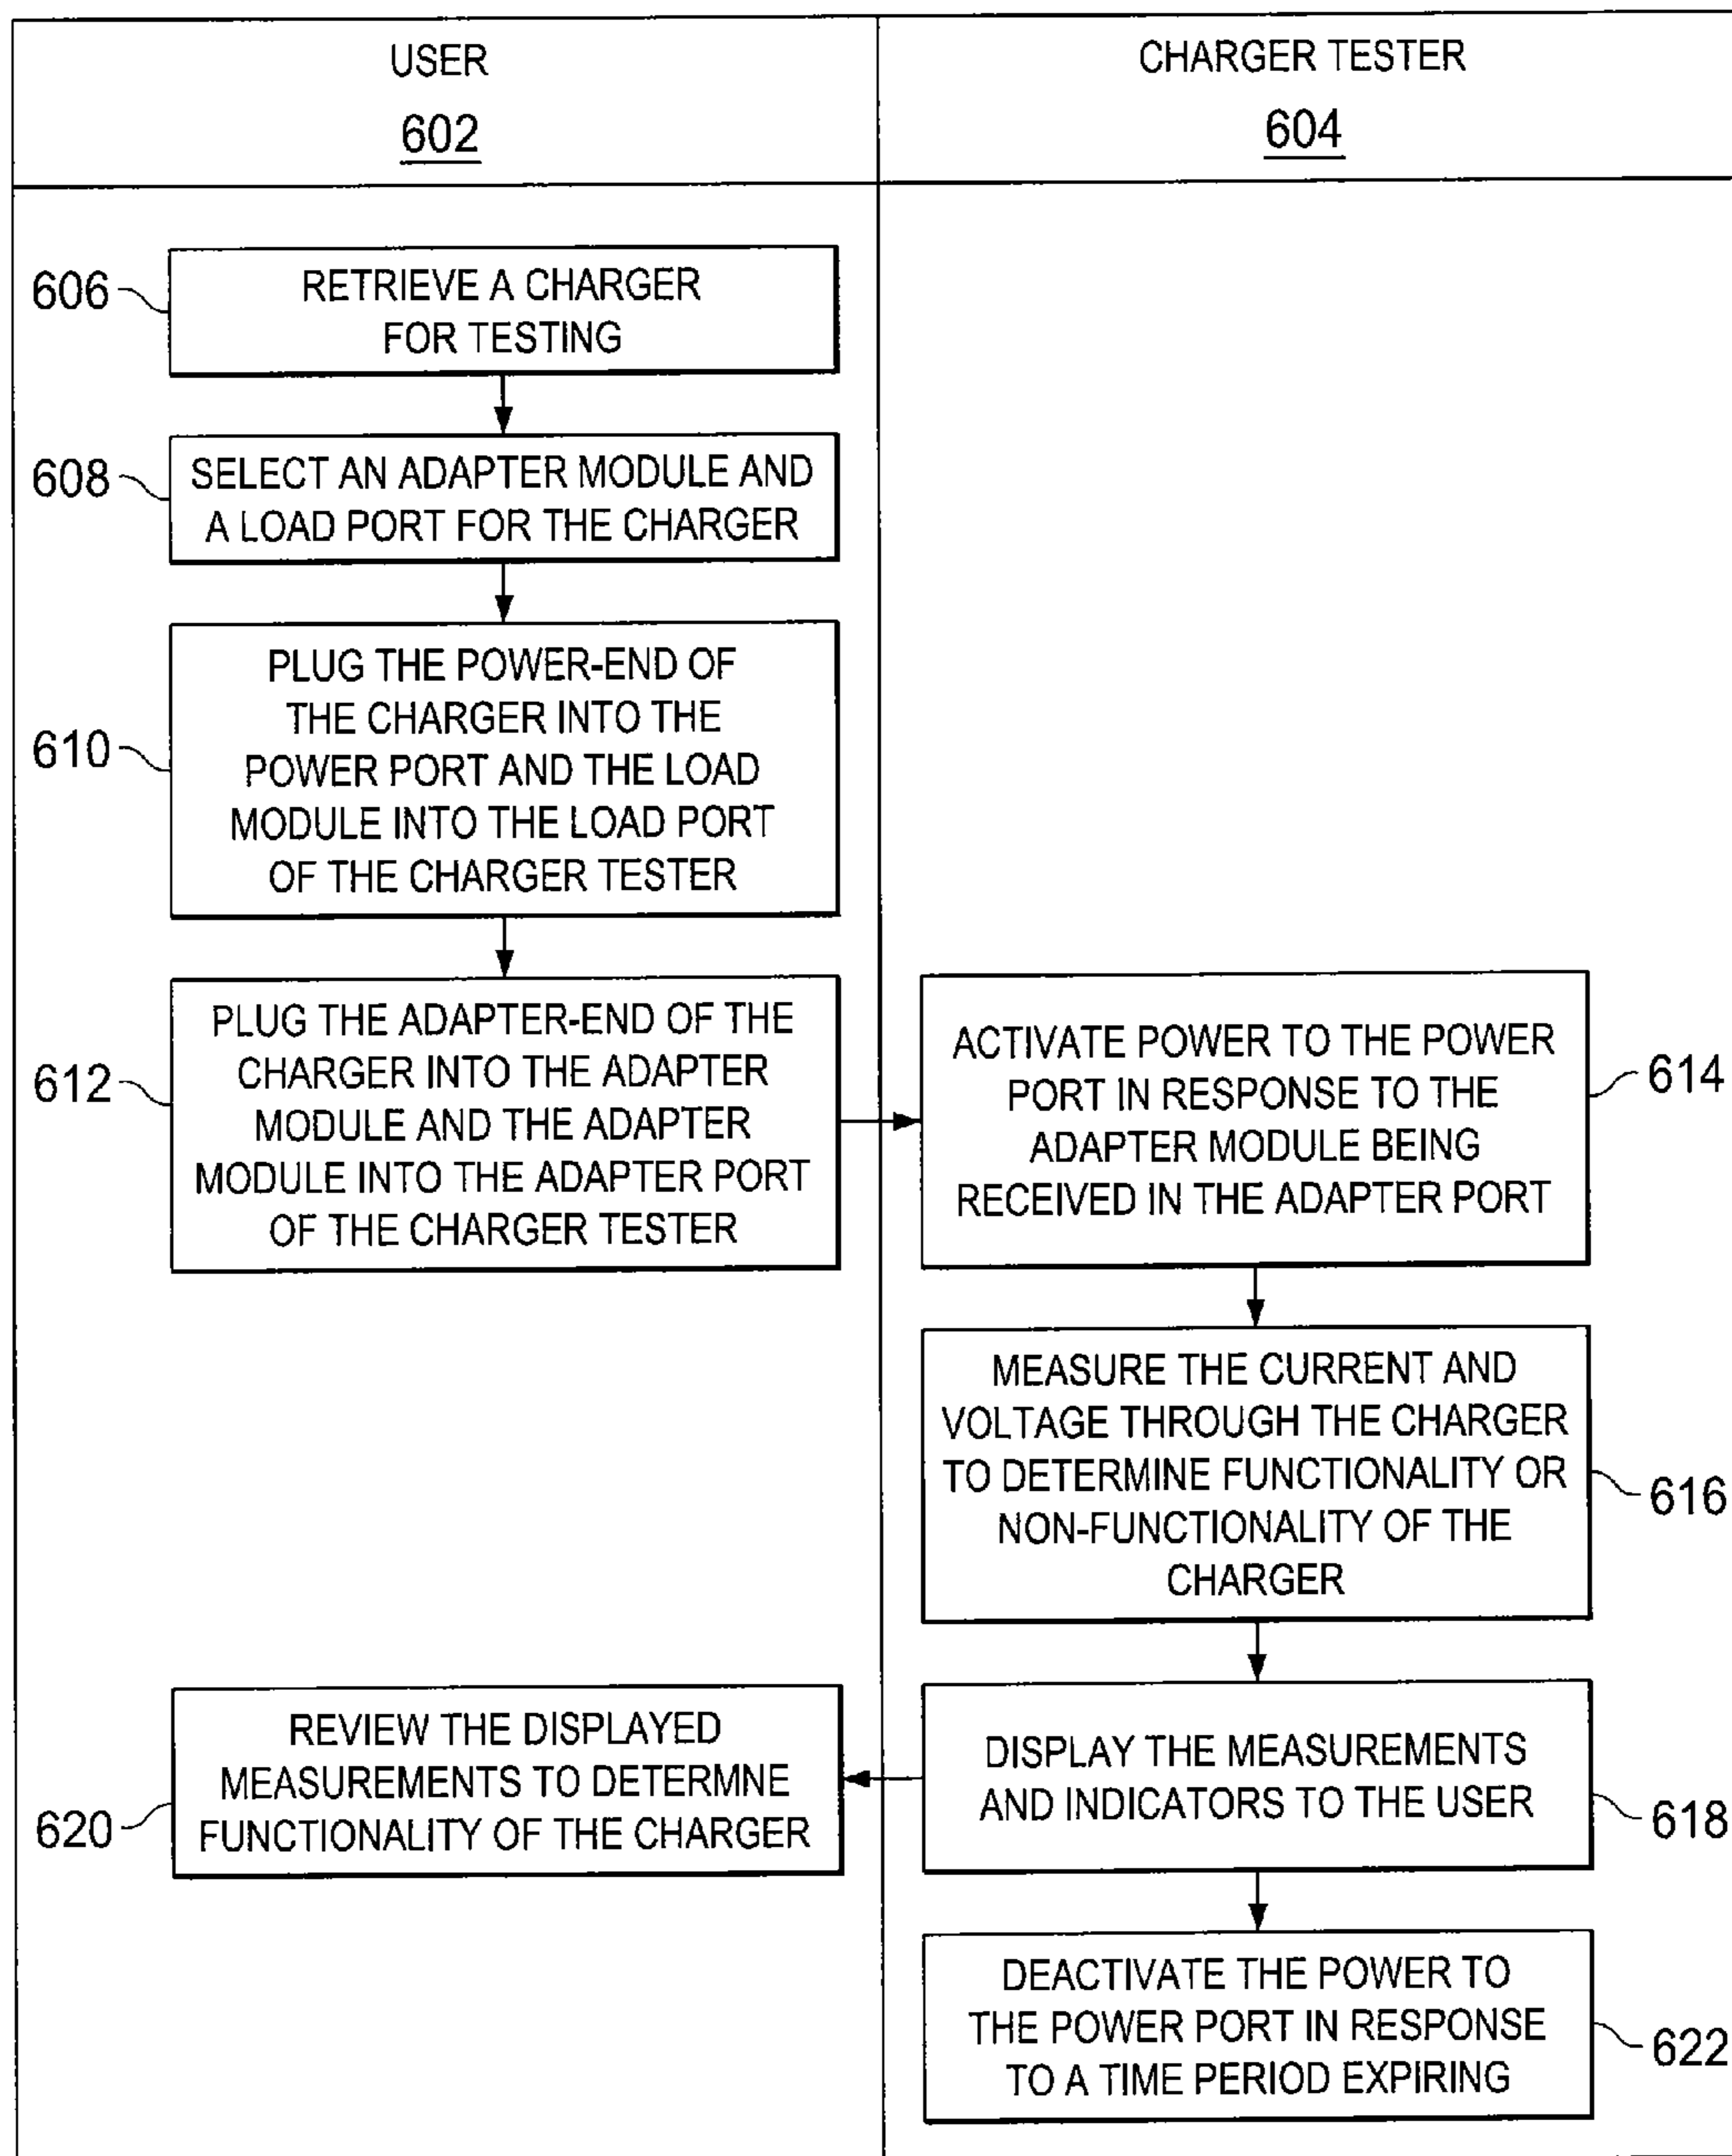 USER
602
CHARGER TESTER
604
606
RETRIEVE A CHARGER
FOR TESTING
608
SELECT AN ADAPTER MODULE AND
A LOAD PORT FOR THE CHARGER
610
PLUG THE POWER-END OF
THE CHARGER INTO THE
POWER PORT AND THE LOAD
MODULE INTO THE LOAD PORT
OF THE CHARGER TESTER
612
PLUG THE ADAPTER-END OF THE
CHARGER INTO THE ADAPTER
MODULE AND THE ADAPTER
MODULE INTO THE ADAPTER PORT
OF THE CHARGER TESTER
ACTIVATE POWER TO THE POWER
PORT IN RESPONSE TO THE
ADAPTER MODULE BEING
RECEIVED IN THE ADAPTER PORT
614
MEASURE THE CURRENT AND
VOLTAGE THROUGH THE CHARGER
TO DETERMINE FUNCTIONALITY OR
NON-FUNCTIONALITY OF THE
CHARGER
616
DISPLAY THE MEASUREMENTS
AND INDICATORS TO THE USER
618
REVIEW THE DISPLAYED
MEASUREMENTS TO DETERMNE
FUNCTIONALITY OF THE CHARGER
620
DEACTIVATE THE POWER TO
THE POWER PORT IN RESPONSE
TO A TIME PERIOD EXPIRING
622